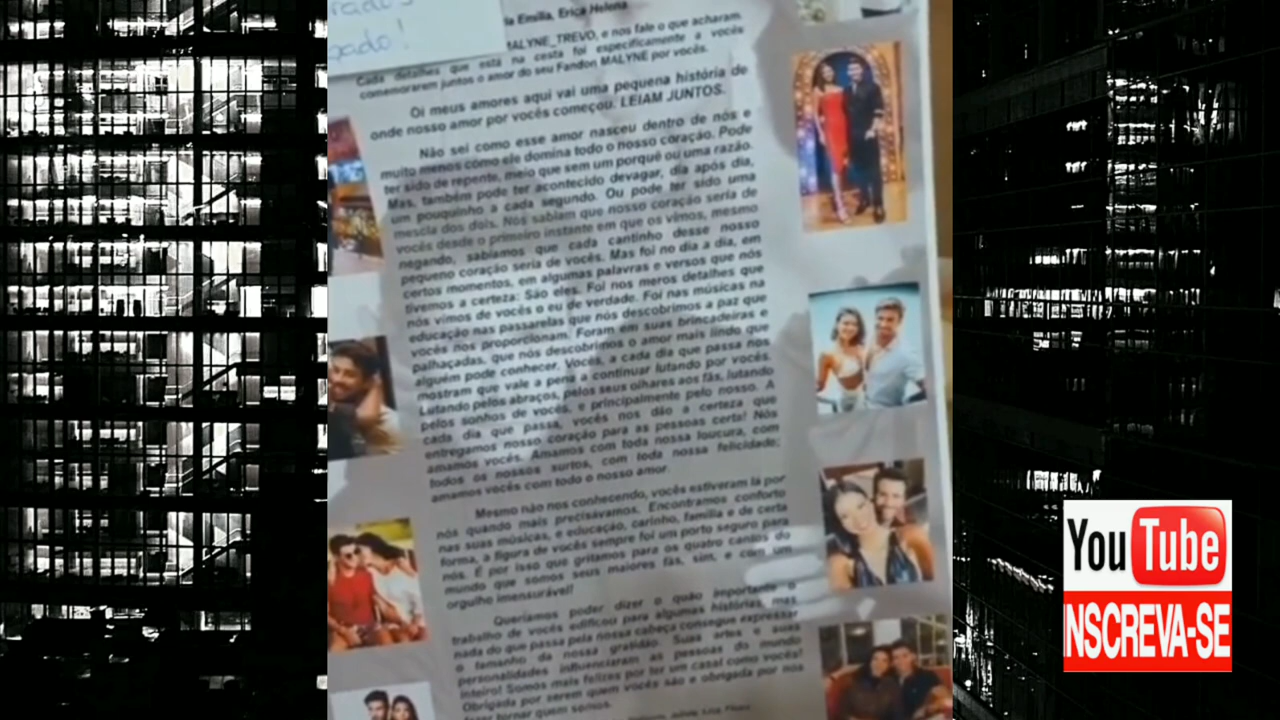 la Emilia, Erica Helena
MALYNE_TREVO, e nos fale o que acharam.
Cada detalhes que está na cesta foi especificamente a vocês
comemorarem juntos o amor do seu Fandon MALYNE por vocês.
Oi meus amores aqui vai uma pequena história de
onde nosso amor por vocês começou. LEIAM JUNTOS.
Não sei como esse amor nasceu dentro de nós e
muito menos como ele domina todo o nosso coração. Pode
ter sido de repente, meio que sem um porquê ou uma razão.
Mas, também pode ter acontecido devagar, dia após dia,
um pouquinho a cada segundo. Ou pode ter sido uma
mescla dos dois. Nós sabíamos que nosso coração seria de
vocês desde o primeiro instante em que os vimos, mesmo
negando, sabíamos que cada cantinho desse nosso
pequeno coração seria de vocês. Mas foi no dia a dia, em
certos momentos, em algumas palavras e versos que nós
tivemos a certeza: São eles. Foi nos meros detalhes que
nós vimos de vocês o eu de verdade. Foi nas músicas na
educação nas passarelas que nós descobrimos a paz que
vocês nos proporcionam. Foram em suas brincadeiras e
palhaçadas, que nós descobrimos o amor mais lindo que
alguém pode conhecer. Vocês, a cada dia que passa nos
mostram que vale a pena a continuar lutando por vocês.
Lutando pelos abraços, pelos seus olhares aos fãs, lutando
pelos sonhos de vocês, e principalmente pelo nosso. A
cada dia que passa, vocês nos dão a certeza que
entregamos nosso coração para as pessoas certa! Nós
amamos vocês. Amamos com toda nossa loucura, com
todos os nossos surtos, com toda nossa felicidade;
amamos vocês com todo o nosso amor.
Mesmo não nos conhecendo, vocês estiveram lá por
nós quando mais precisávamos. Encontramos conforto
nas suas músicas, e educação, carinho, família e de certa
forma, a figura de vocês sempre foi um porto seguro para
nós. E por isso que gritamos para os quatro cantos do
mundo que somos seus maiores fãs, sim, e com um
orgulho imensurável!
Queríamos poder dizer o quão importante o
trabalho de vocês edificou para algumas histórias, mas
nada do que passa pela nossa cabeça consegue expressar
o tamanho da nossa gratidão. Suas artes e suas
personalidades influenciaram as pessoas do mundo
inteiro! Somos mais felizes por ter um casal como vocês!
Obrigada por serem quem vocês são e obrigada por nos
fazer tornar quem somos.
You Tube
NSCREVA-SE